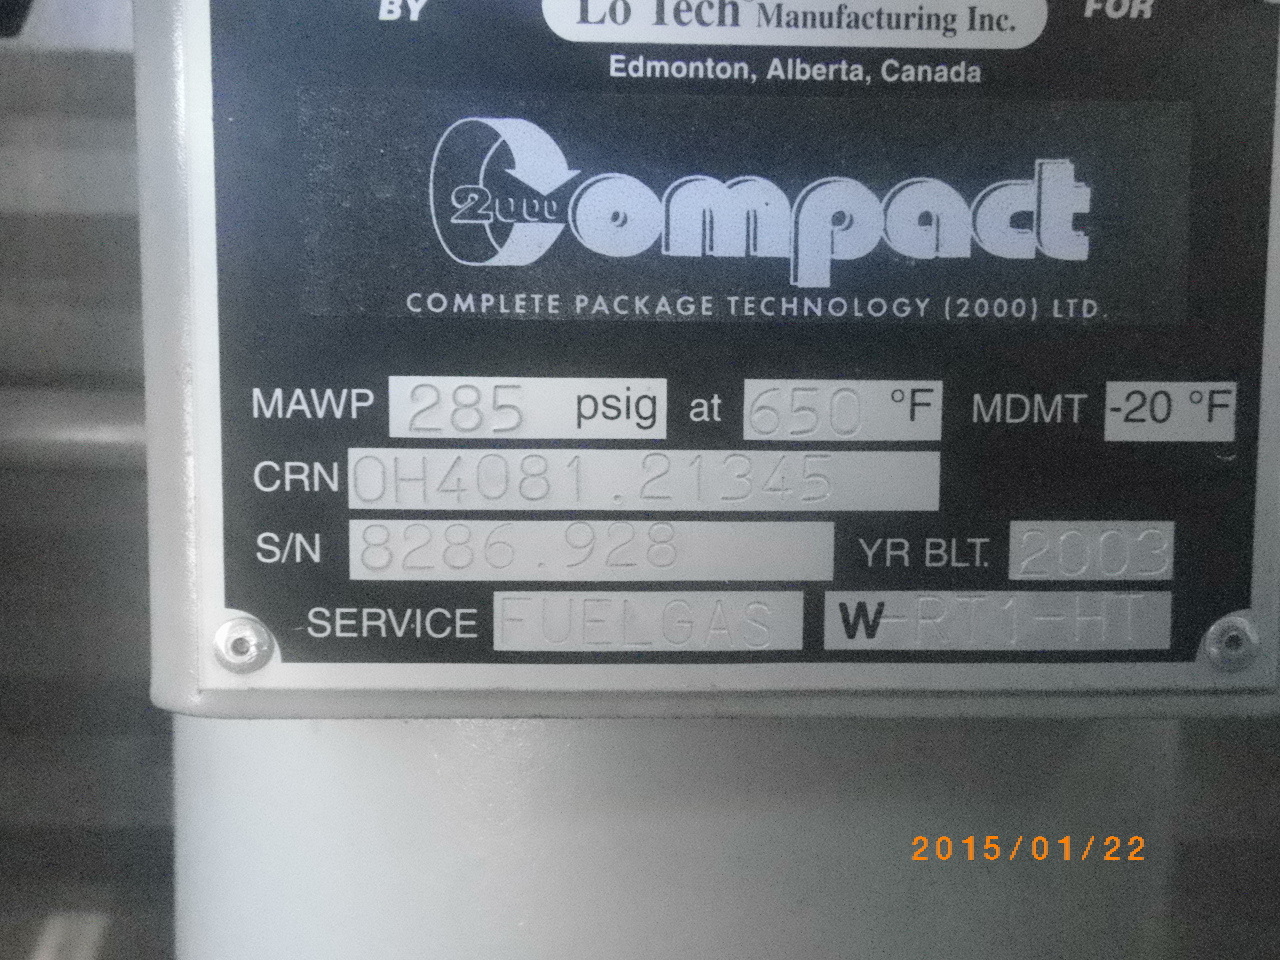 BY Lo Tech Manufacturing Inc. FOR
Edmonton, Alberta, Canada
2000 Compact
COMPLETE PACKAGE TECHNOLOGY (2000) LTD.
MAWP 285 psig at 650 °F MDMT -20 °F
CRN 0H4081.21345
S/N 8286.928 YR BLT. 2003
SERVICE FUELGAS W-RT1-HT
2015/01/22